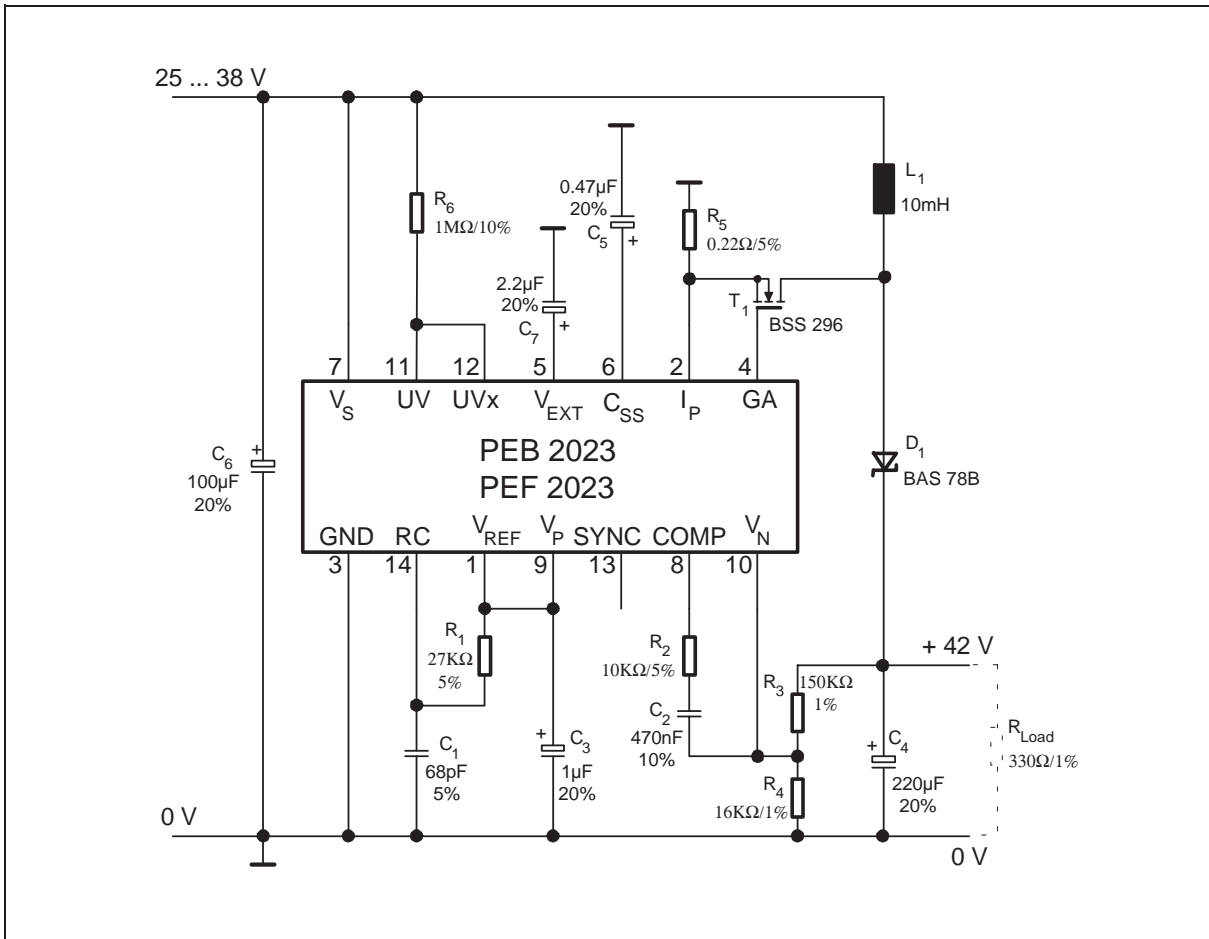 25 ... 38 V
L1
10mH
R6
1MΩ/10%
0.47µF
20%
C5
+
R5
0.22Ω/5%
2.2µF
20%
C7
+
T1
BSS 296
7
11
12
5
6
2
4
VS
UV
UVx
VEXT
CSS
IP
GA
PEB 2023
PEF 2023
C6
+
100µF
20%
D1
BAS 78B
GND
RC
VREF
VP
SYNC
COMP
VN
3
14
1
9
13
8
10
R1
27KΩ
5%
R2
10KΩ/5%
+ 42 V
R3
150KΩ
1%
C1
68pF
5%
+
C3
1µF
20%
C2
470nF
10%
R4
16KΩ/1%
+
C4
220µF
20%
RLoad
330Ω/1%
0 V
0 V